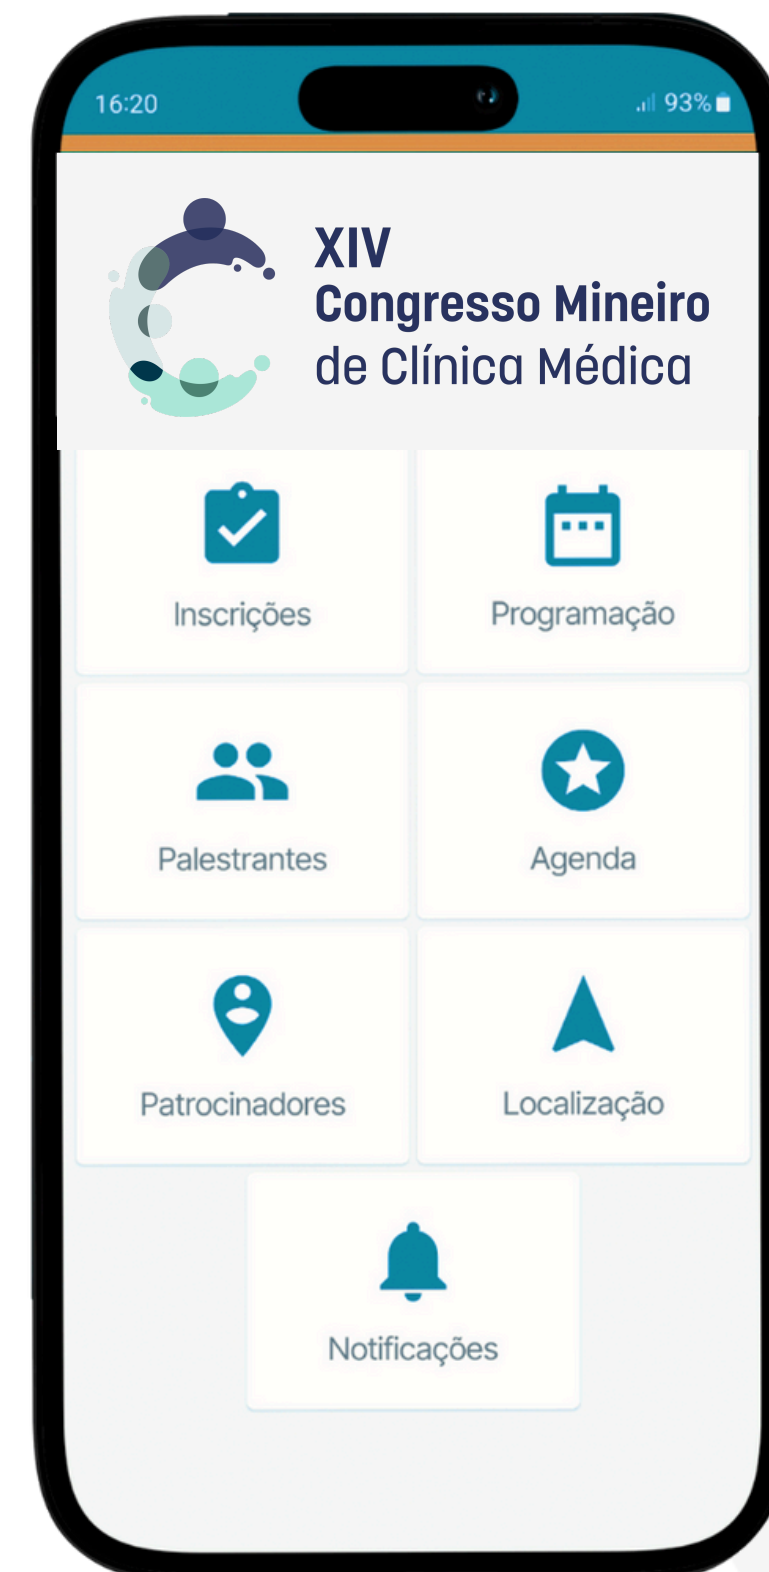 16:20
93%
XIV
Congresso Mineiro
de Clínica Médica
Inscrições
Programação
Palestrantes
Agenda
Patrocinadores
Localização
Notificações